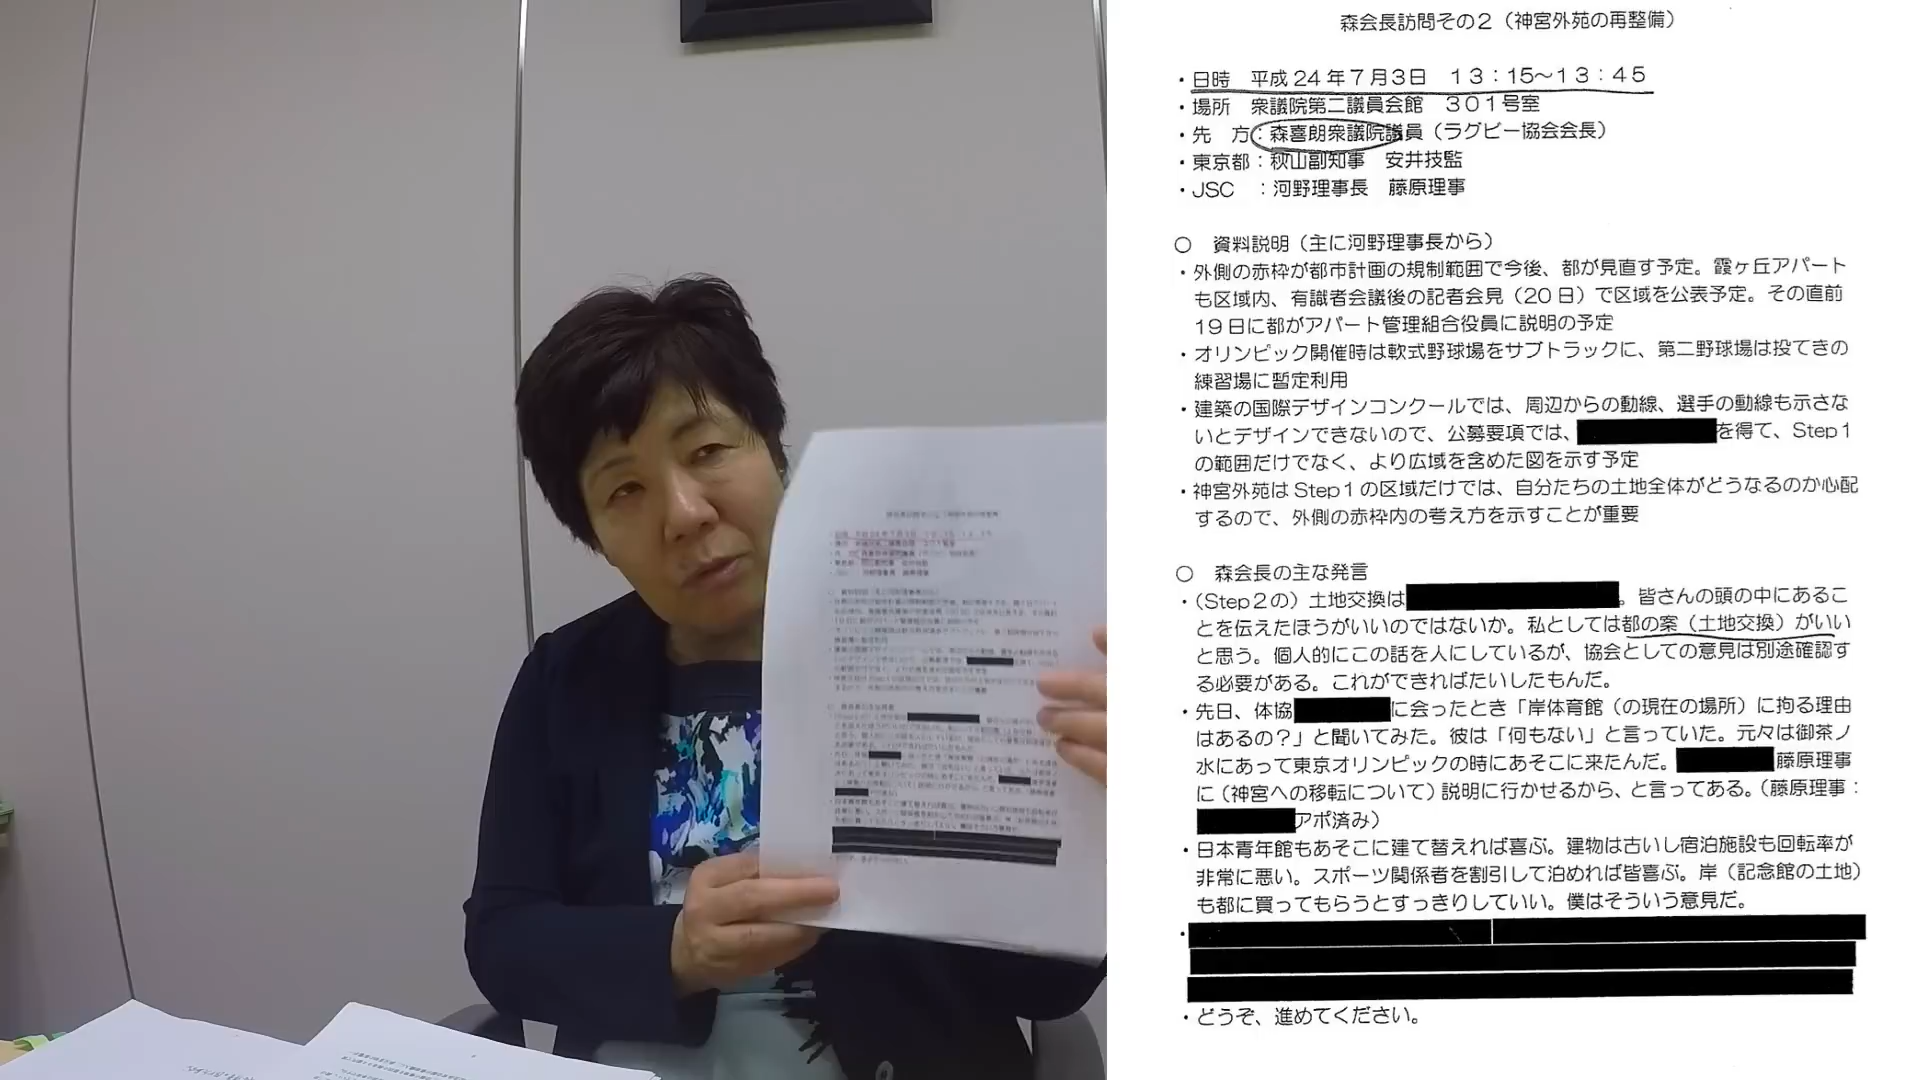 森会長訪問その２（神宮外苑の再整備）
・日時　平成24年7月3日　１３：15～１３：４５
・場所　衆議院第二議員会館　３０１号室
・先　方：森喜朗衆議院議員（ラグビー協会会長）
・東京都：秋山副知事　安井技監
・JSC　：河野理事長　藤原理事
○　資料説明（主に河野理事長から）
・外側の赤枠が都市計画の規制範囲で今後、都が見直す予定。霞ヶ丘アパート
も区域内、有識者会議後の記者会見（20日）で区域を公表予定。その直前
19日に都がアパート管理組合役員に説明の予定
・オリンピック開催時は軟式野球場をサブトラックに、第二野球場は投てきの
練習場に暫定利用
・建築の国際デザインコンクールでは、周辺からの動線、選手の動線も示さな
いとデザインできないので、公募要項では、を得て、Step１
の範囲だけでなく、より広域を含めた図を示す予定
・神宮外苑はStep１の区域だけでは、自分たちの土地全体がどうなるのか心配
するので、外側の赤枠内の考え方を示すことが重要
○　森会長の主な発言
・（Step２の）土地交換は。皆さんの頭の中にあるこ
とを伝えたほうがいいのではないか。私としては都の案（土地交換）がいい
と思う。個人的にこの話を人にしているが、協会としての意見は別途確認す
る必要がある。これができればたいしたもんだ。
・先日、体協に会ったとき「岸体育館（の現在の場所）に拘る理由
はあるの？」と聞いてみた。彼は「何もない」と言っていた。元々は御茶ノ
水にあって東京オリンピックの時にあそこに来たんだ。藤原理事
に（神宮への移転について）説明に行かせるから、と言ってある。（藤原理事：
アポ済み）
・日本青年館もあそこに建て替えれば喜ぶ。建物は古いし宿泊施設も回転率が
非常に悪い。スポーツ関係者を割引して泊めれば皆喜ぶ。岸（記念館の土地）
も都に買ってもらうとすっきりしていい。僕はそういう意見だ。
・
・どうぞ、進めてください。